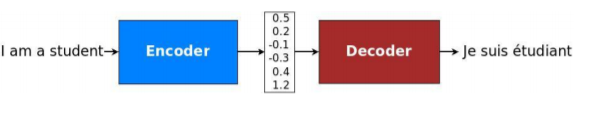 I am a student
Encoder
0.5
0.2
-0.1
-0.3
0.4
1.2
Decoder
Je suis étudiant